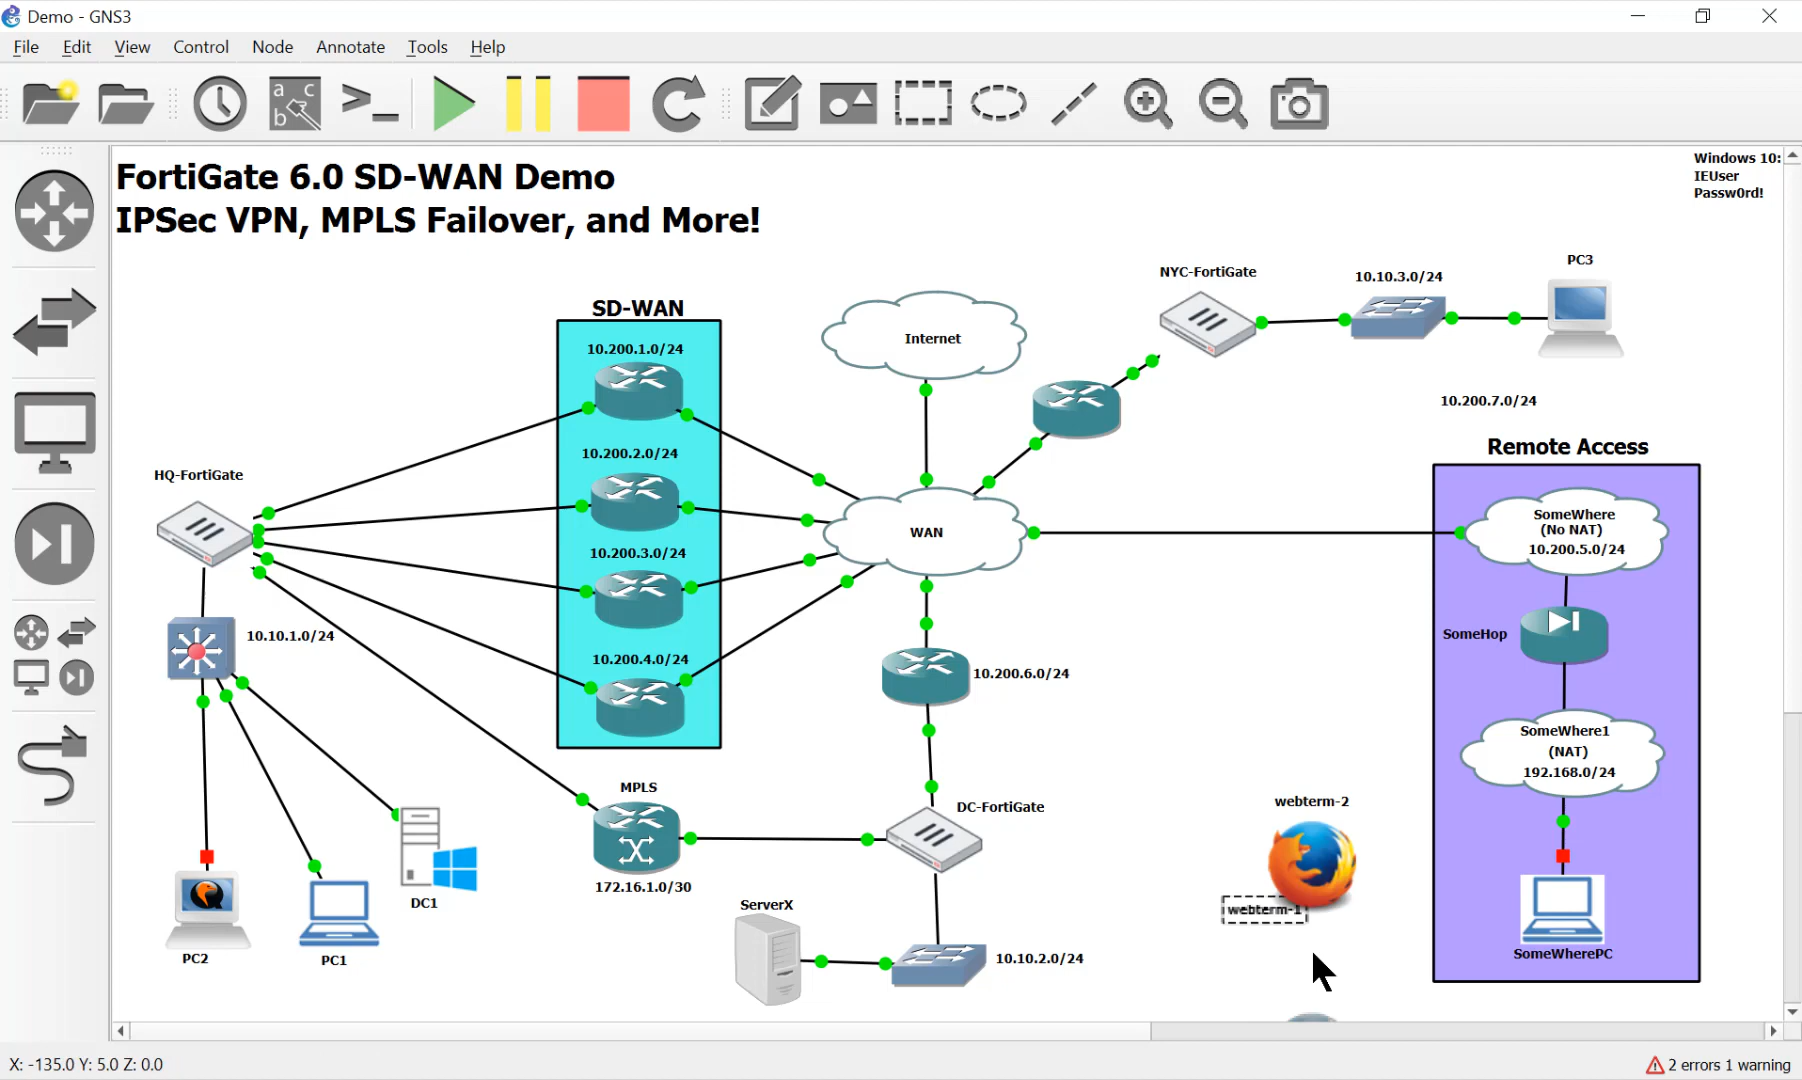 Demo - GNS3
File Edit View Control Node Annotate Tools Help
a c
b
FortiGate 6.0 SD-WAN Demo
IPSec VPN, MPLS Failover, and More!
Windows 10:
IEUser
Passw0rd!
NYC-FortiGate
10.10.3.0/24
PC3
SD-WAN
10.200.1.0/24
Internet
10.200.7.0/24
10.200.2.0/24
Remote Access
HQ-FortiGate
SomeWhere
(No NAT)
10.200.5.0/24
WAN
10.200.3.0/24
10.10.1.0/24
SomeHop
10.200.4.0/24
10.200.6.0/24
SomeWhere1
(NAT)
192.168.0/24
MPLS
DC-FortiGate
webterm-2
172.16.1.0/30
DC1
ServerX
webterm-1
PC2
PC1
10.10.2.0/24
SomeWherePC
X: -135.0 Y: 5.0 Z: 0.0
2 errors 1 warning